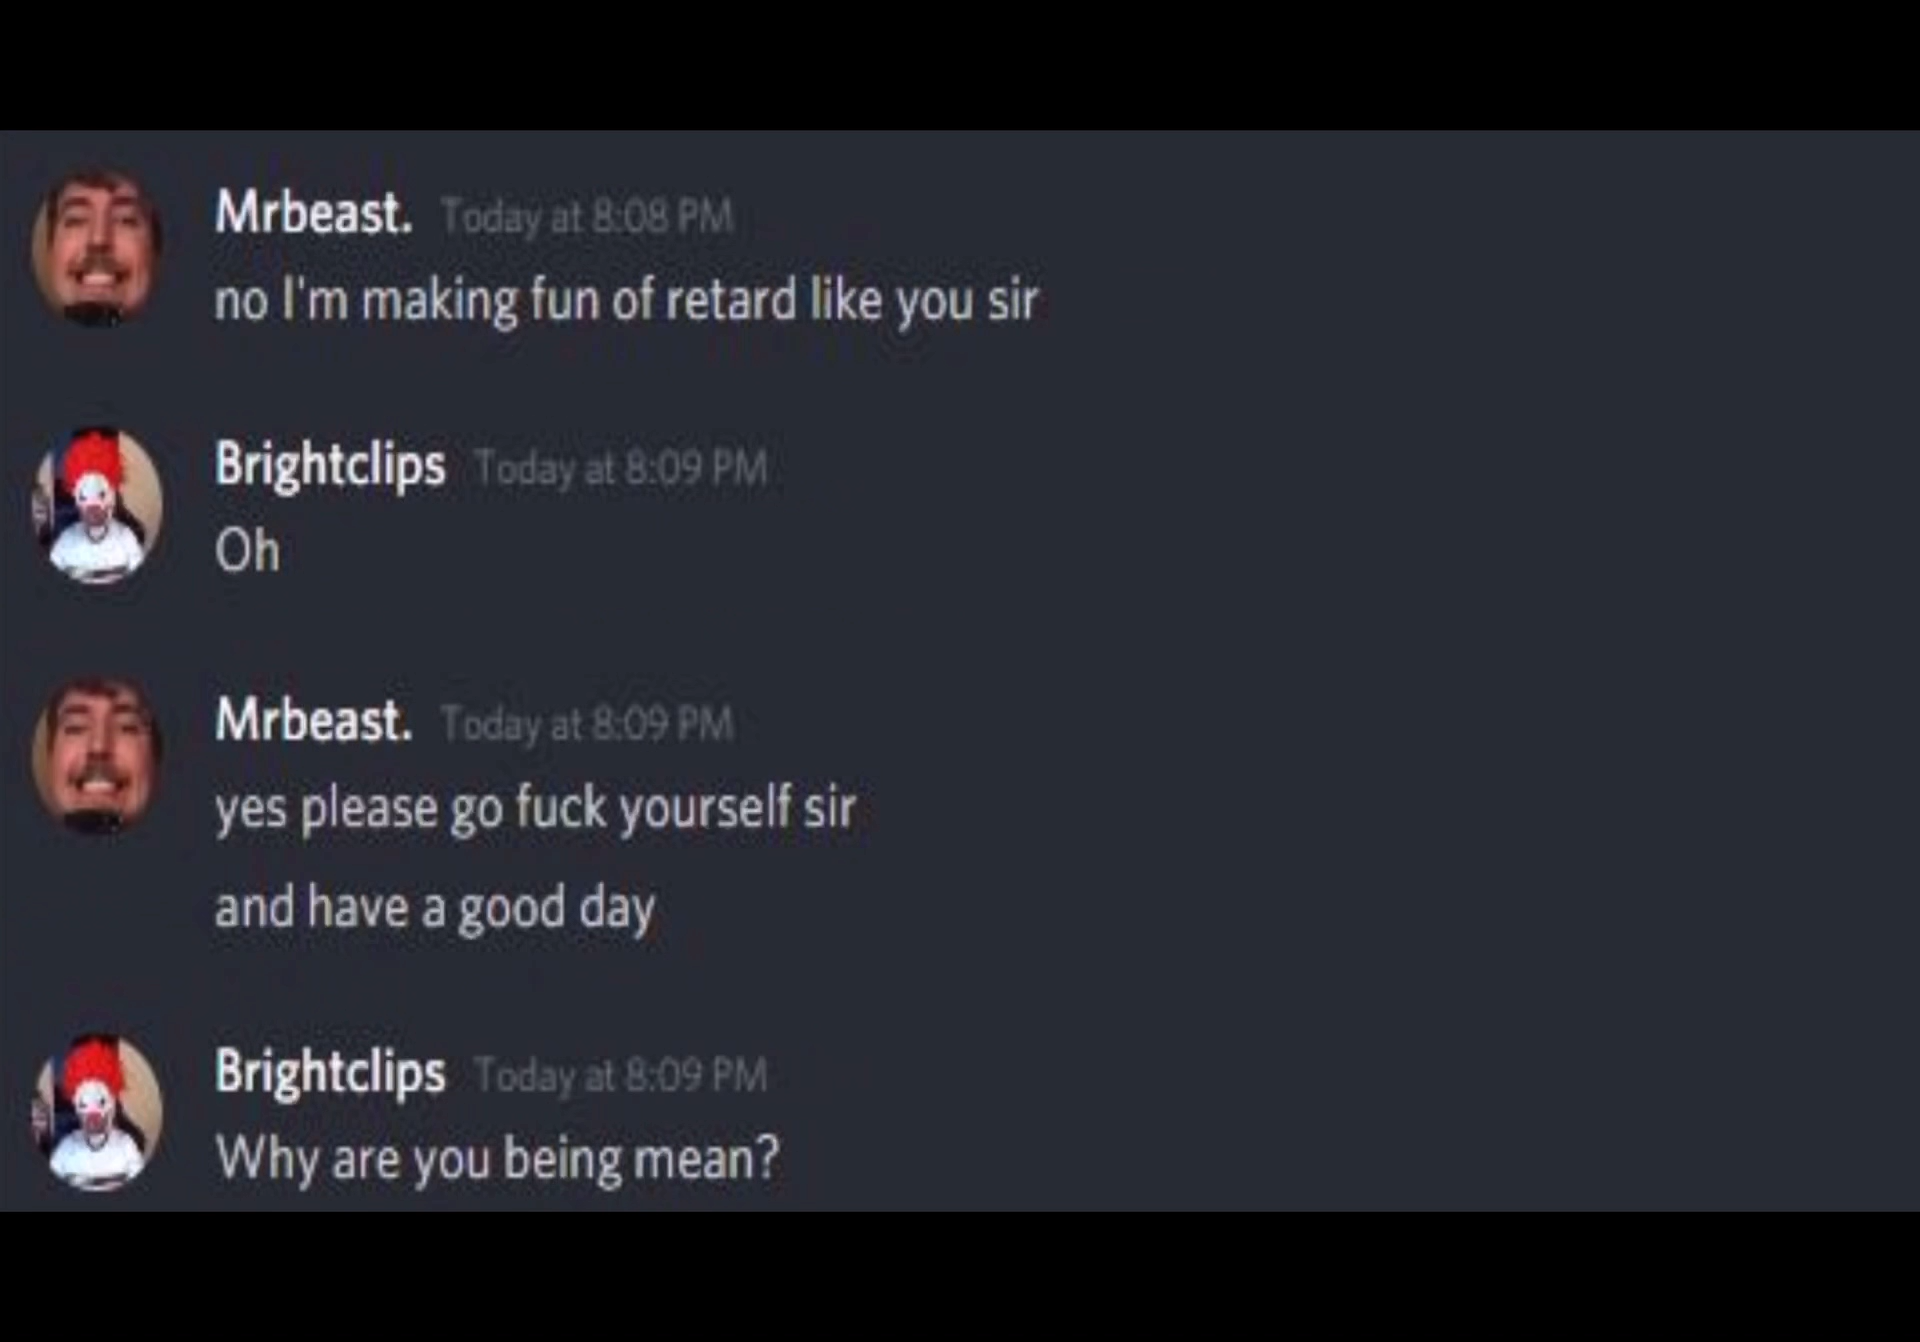 Mrbeast. Today at 8:08 PM
no I'm making fun of retard like you sir
Brightclips Today at 8:09 PM
Oh
Mrbeast. Today at 8:09 PM
yes please go fuck yourself sir
and have a good day
Brightclips Today at 8:09 PM
Why are you being mean?